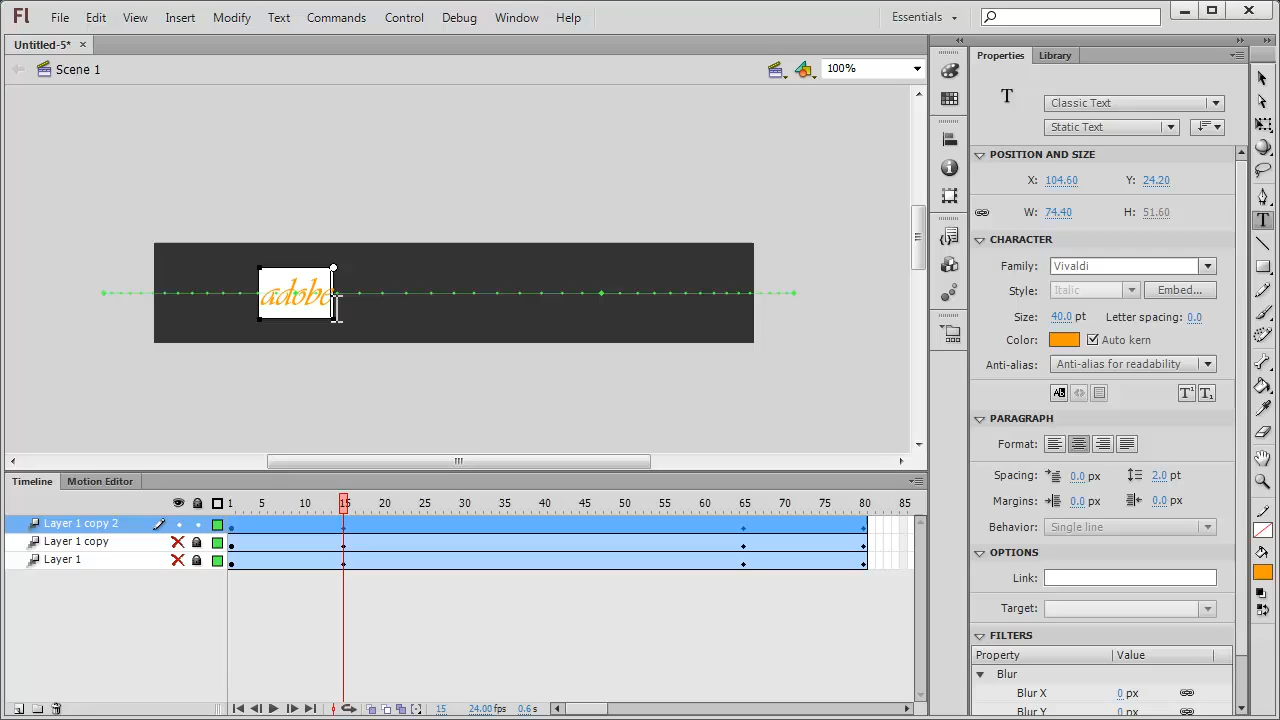 Fl File Edit View Insert Modify Text Commands Control Debug Window Help Essentials
Untitled-5* × Properties Library
Scene 1 100%
T Classic Text
Static Text
POSITION AND SIZE
X: 104.60 Y: 24.20
W: 74.40 H: 51.60
CHARACTER
Family: Vivaldi
adobe
Style: Italic Embed...
Size: 40.0 pt Letter spacing: 0.0
Color: Auto kern
Anti-alias: Anti-alias for readability
PARAGRAPH
Format:
Spacing: 0.0 px 2.0 pt
Margins: 0.0 px 0.0 px
Behavior: Single line
OPTIONS
Link:
Target:
FILTERS
Property Value
Blur
Blur X 0 px
Blur Y 0 px
Timeline Motion Editor
1 5 10 15 20 25 30 35 40 45 50 55 60 65 70 75 80 85
Layer 1 copy 2
Layer 1 copy
Layer 1
15 24.00 fps 0.6 s